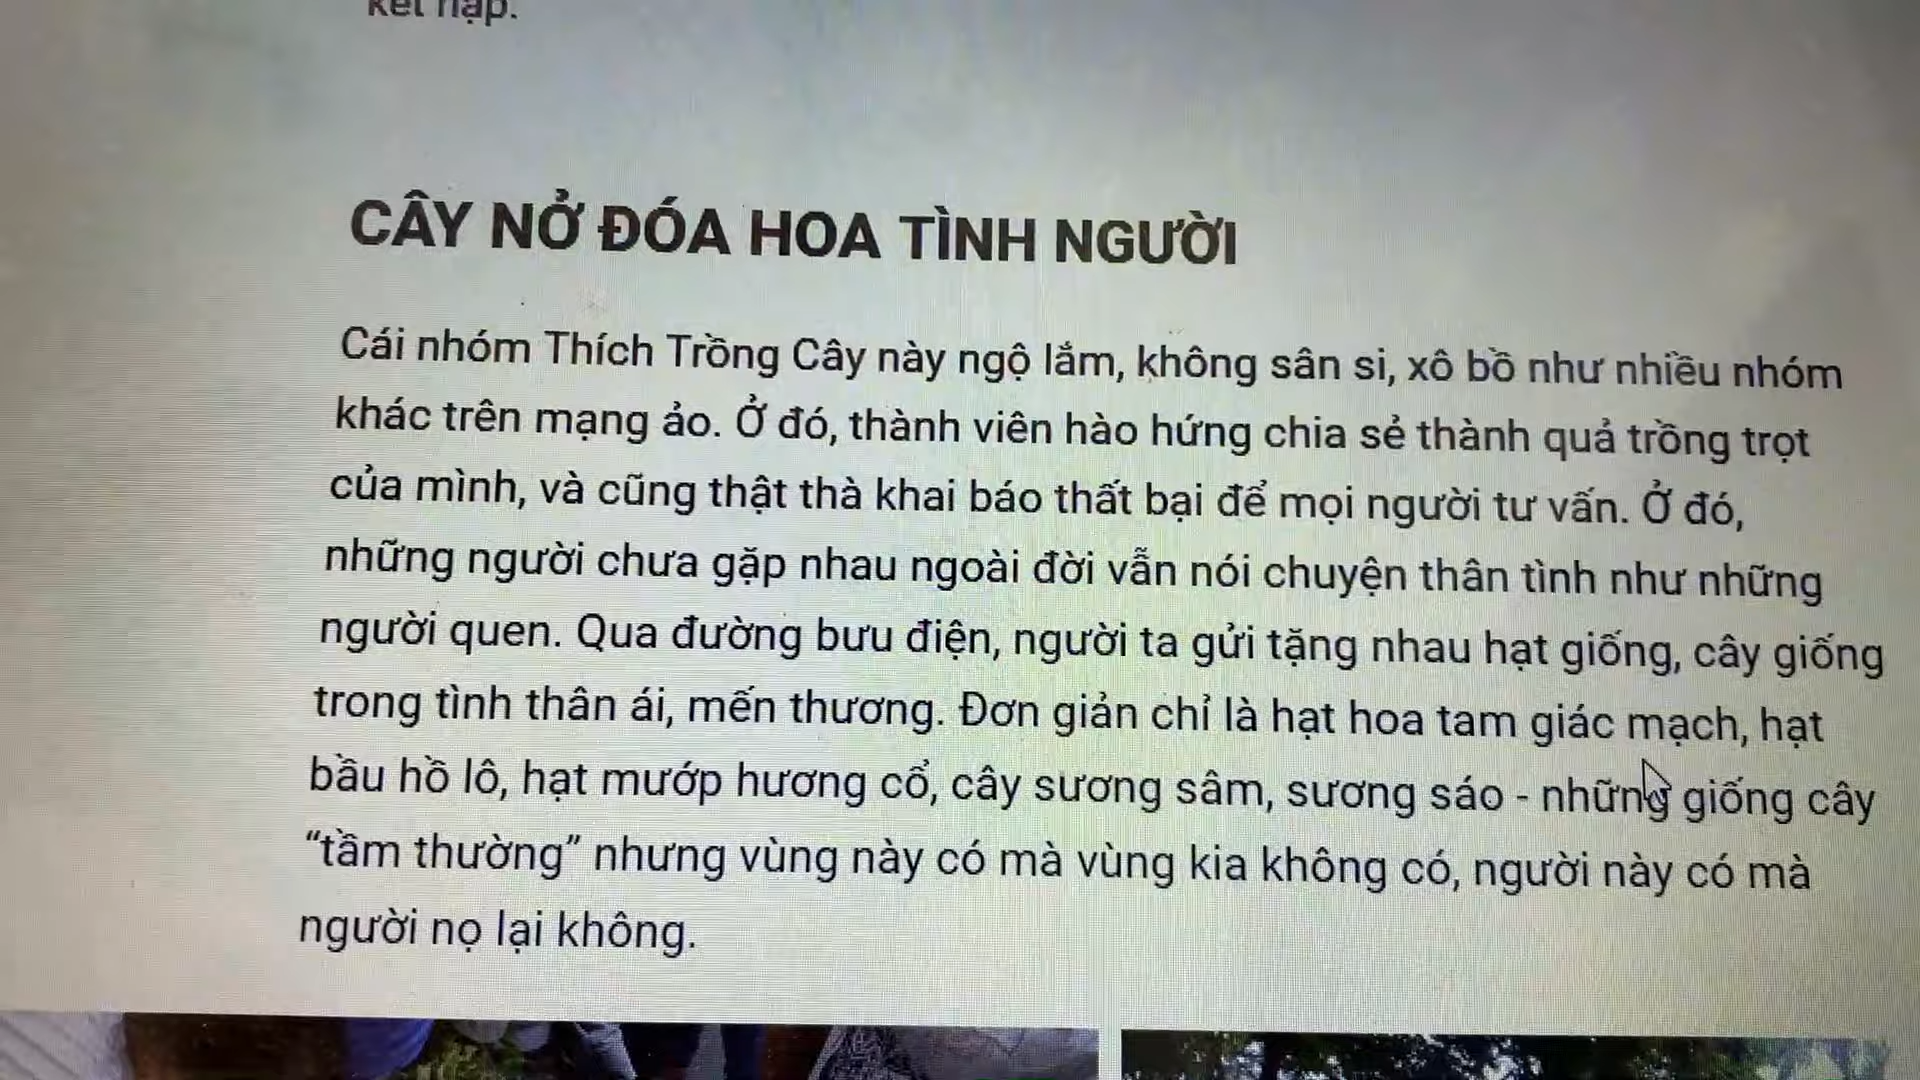 kết nạp.
CÂY NỞ ĐÓA HOA TÌNH NGƯỜI
Cái nhóm Thích Trồng Cây này ngộ lắm, không sân si, xô bồ như nhiều nhóm
khác trên mạng ảo. Ở đó, thành viên hào hứng chia sẻ thành quả trồng trọt
của mình, và cũng thật thà khai báo thất bại để mọi người tư vấn. Ở đó,
những người chưa gặp nhau ngoài đời vẫn nói chuyện thân tình như những
người quen. Qua đường bưu điện, người ta gửi tặng nhau hạt giống, cây giống
trong tình thân ái, mến thương. Đơn giản chỉ là hạt hoa tam giác mạch, hạt
bầu hồ lô, hạt mướp hương cổ, cây sương sâm, sương sáo - những giống cây
“tầm thường” nhưng vùng này có mà vùng kia không có, người này có mà
người nọ lại không.